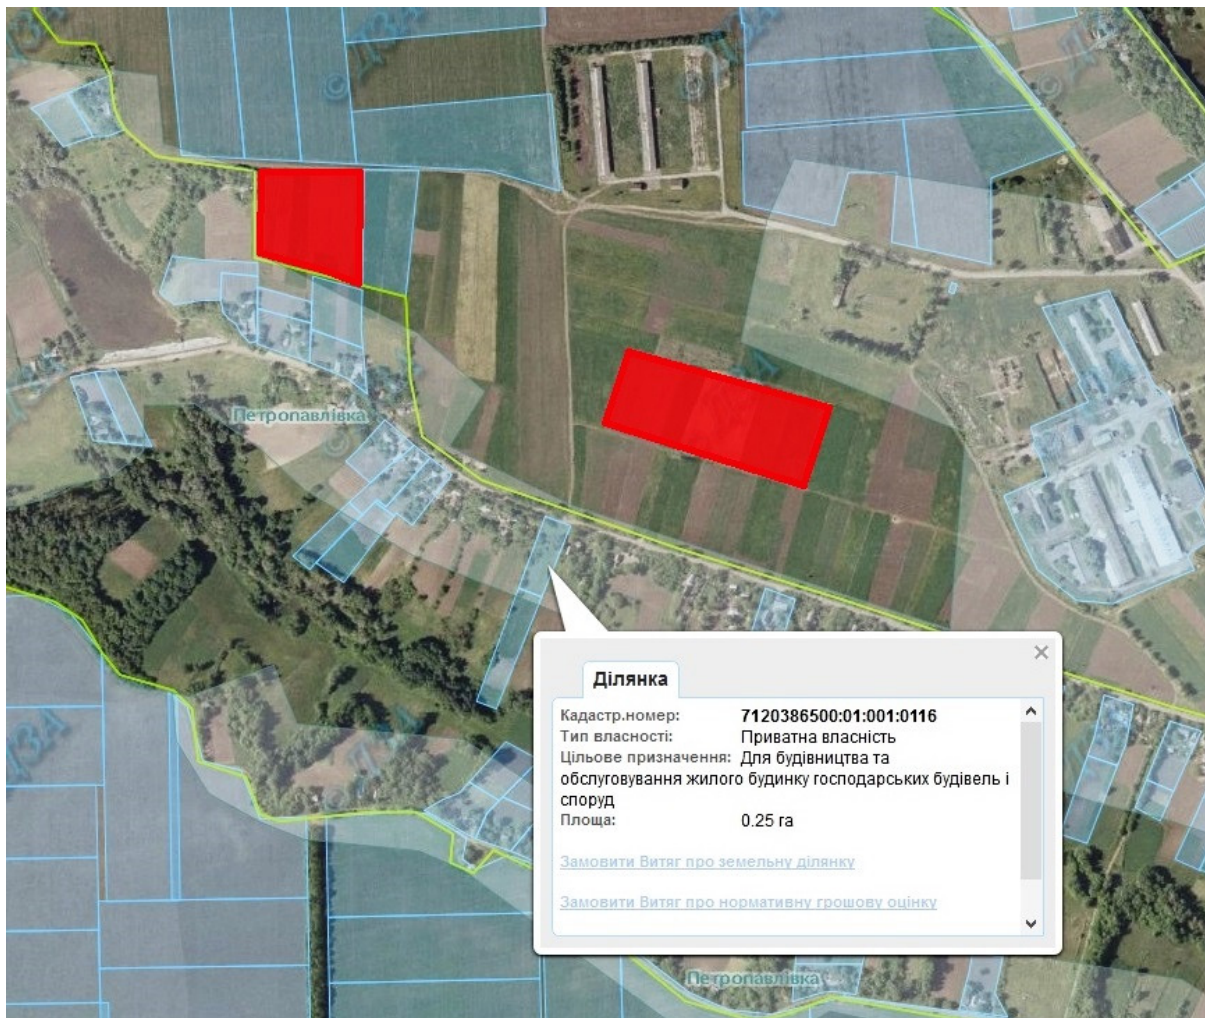 © ДЗА
Петропавлівка
Ділянка
Кадастр.номер: 7120386500:01:001:0116
Тип власності: Приватна власність
Цільове призначення: Для будівництва та
обслуговування жилого будинку господарських будівель і
споруд
Площа: 0.25 га
Замовити Витяг про земельну ділянку
Замовити Витяг про нормативну грошову оцінку
Петропавлівка